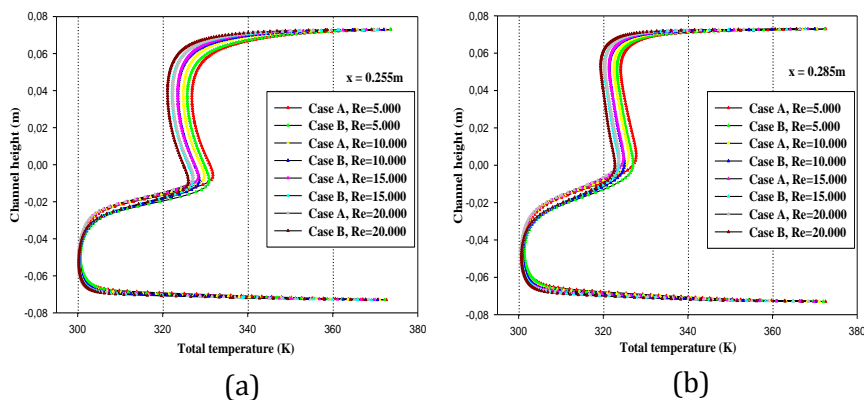 0,08
0,06
0,04
0,02
0,00
-0,02
-0,04
-0,06
-0,08
Channel height (m)
x = 0.255m
Case A, Re=5.000
Case B, Re=5.000
Case A, Re=10.000
Case B, Re=10.000
Case A, Re=15.000
Case B, Re=15.000
Case A, Re=20.000
Case B, Re=20.000
300 320 340 360 380
Total temperature (K)
(a)
0,08
0,06
0,04
0,02
0,00
-0,02
-0,04
-0,06
-0,08
Channel height (m)
x = 0.285m
Case A, Re=5.000
Case B, Re=5.000
Case A, Re=10.000
Case B, Re=10.000
Case A, Re=15.000
Case B, Re=15.000
Case A, Re=20.000
Case B, Re=20.000
300 320 340 360 380
Total temperature (K)
(b)